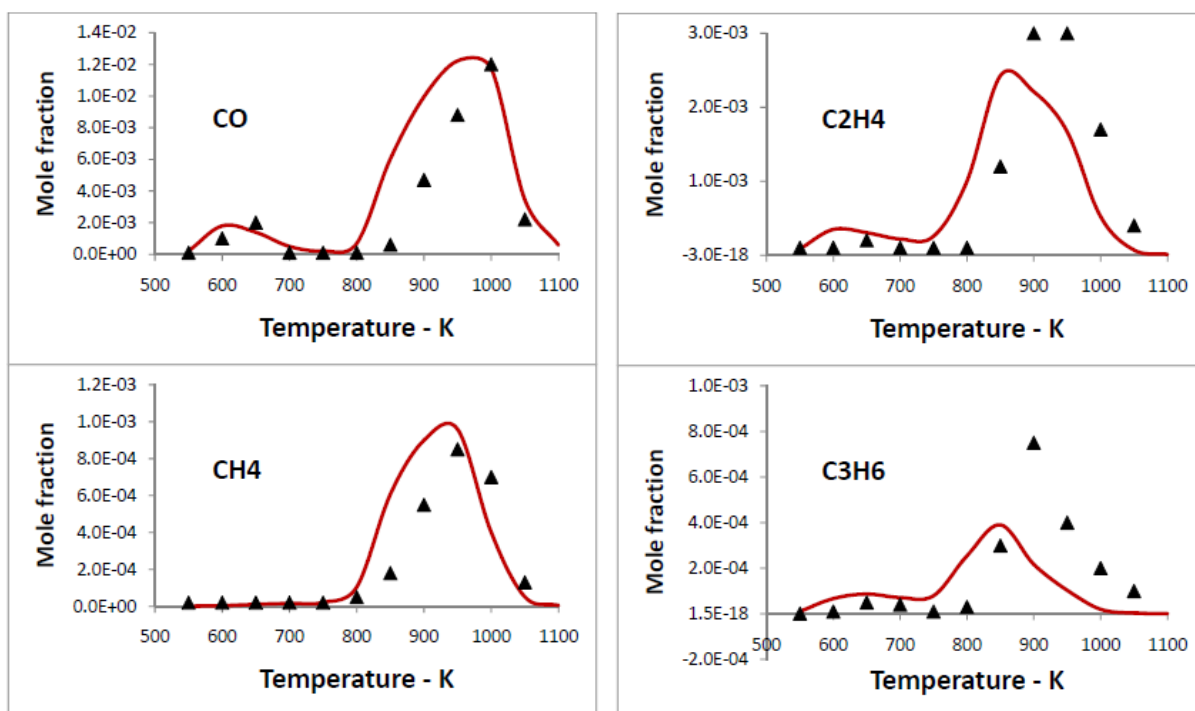 1.4E-02
1.2E-02
1.0E-02
8.0E-03
6.0E-03
4.0E-03
2.0E-03
0.0E+00
Mole fraction
CO
500 600 700 800 900 1000 1100
Temperature - K
3.0E-03
2.0E-03
1.0E-03
-3.0E-18
Mole fraction
C2H4
500 600 700 800 900 1000 1100
Temperature - K
1.2E-03
1.0E-03
8.0E-04
6.0E-04
4.0E-04
2.0E-04
0.0E+00
Mole fraction
CH4
500 600 700 800 900 1000 1100
Temperature - K
1.0E-03
8.0E-04
6.0E-04
4.0E-04
2.0E-04
1.5E-18
-2.0E-04
Mole fraction
C3H6
500 600 700 800 900 1000 1100
Temperature - K